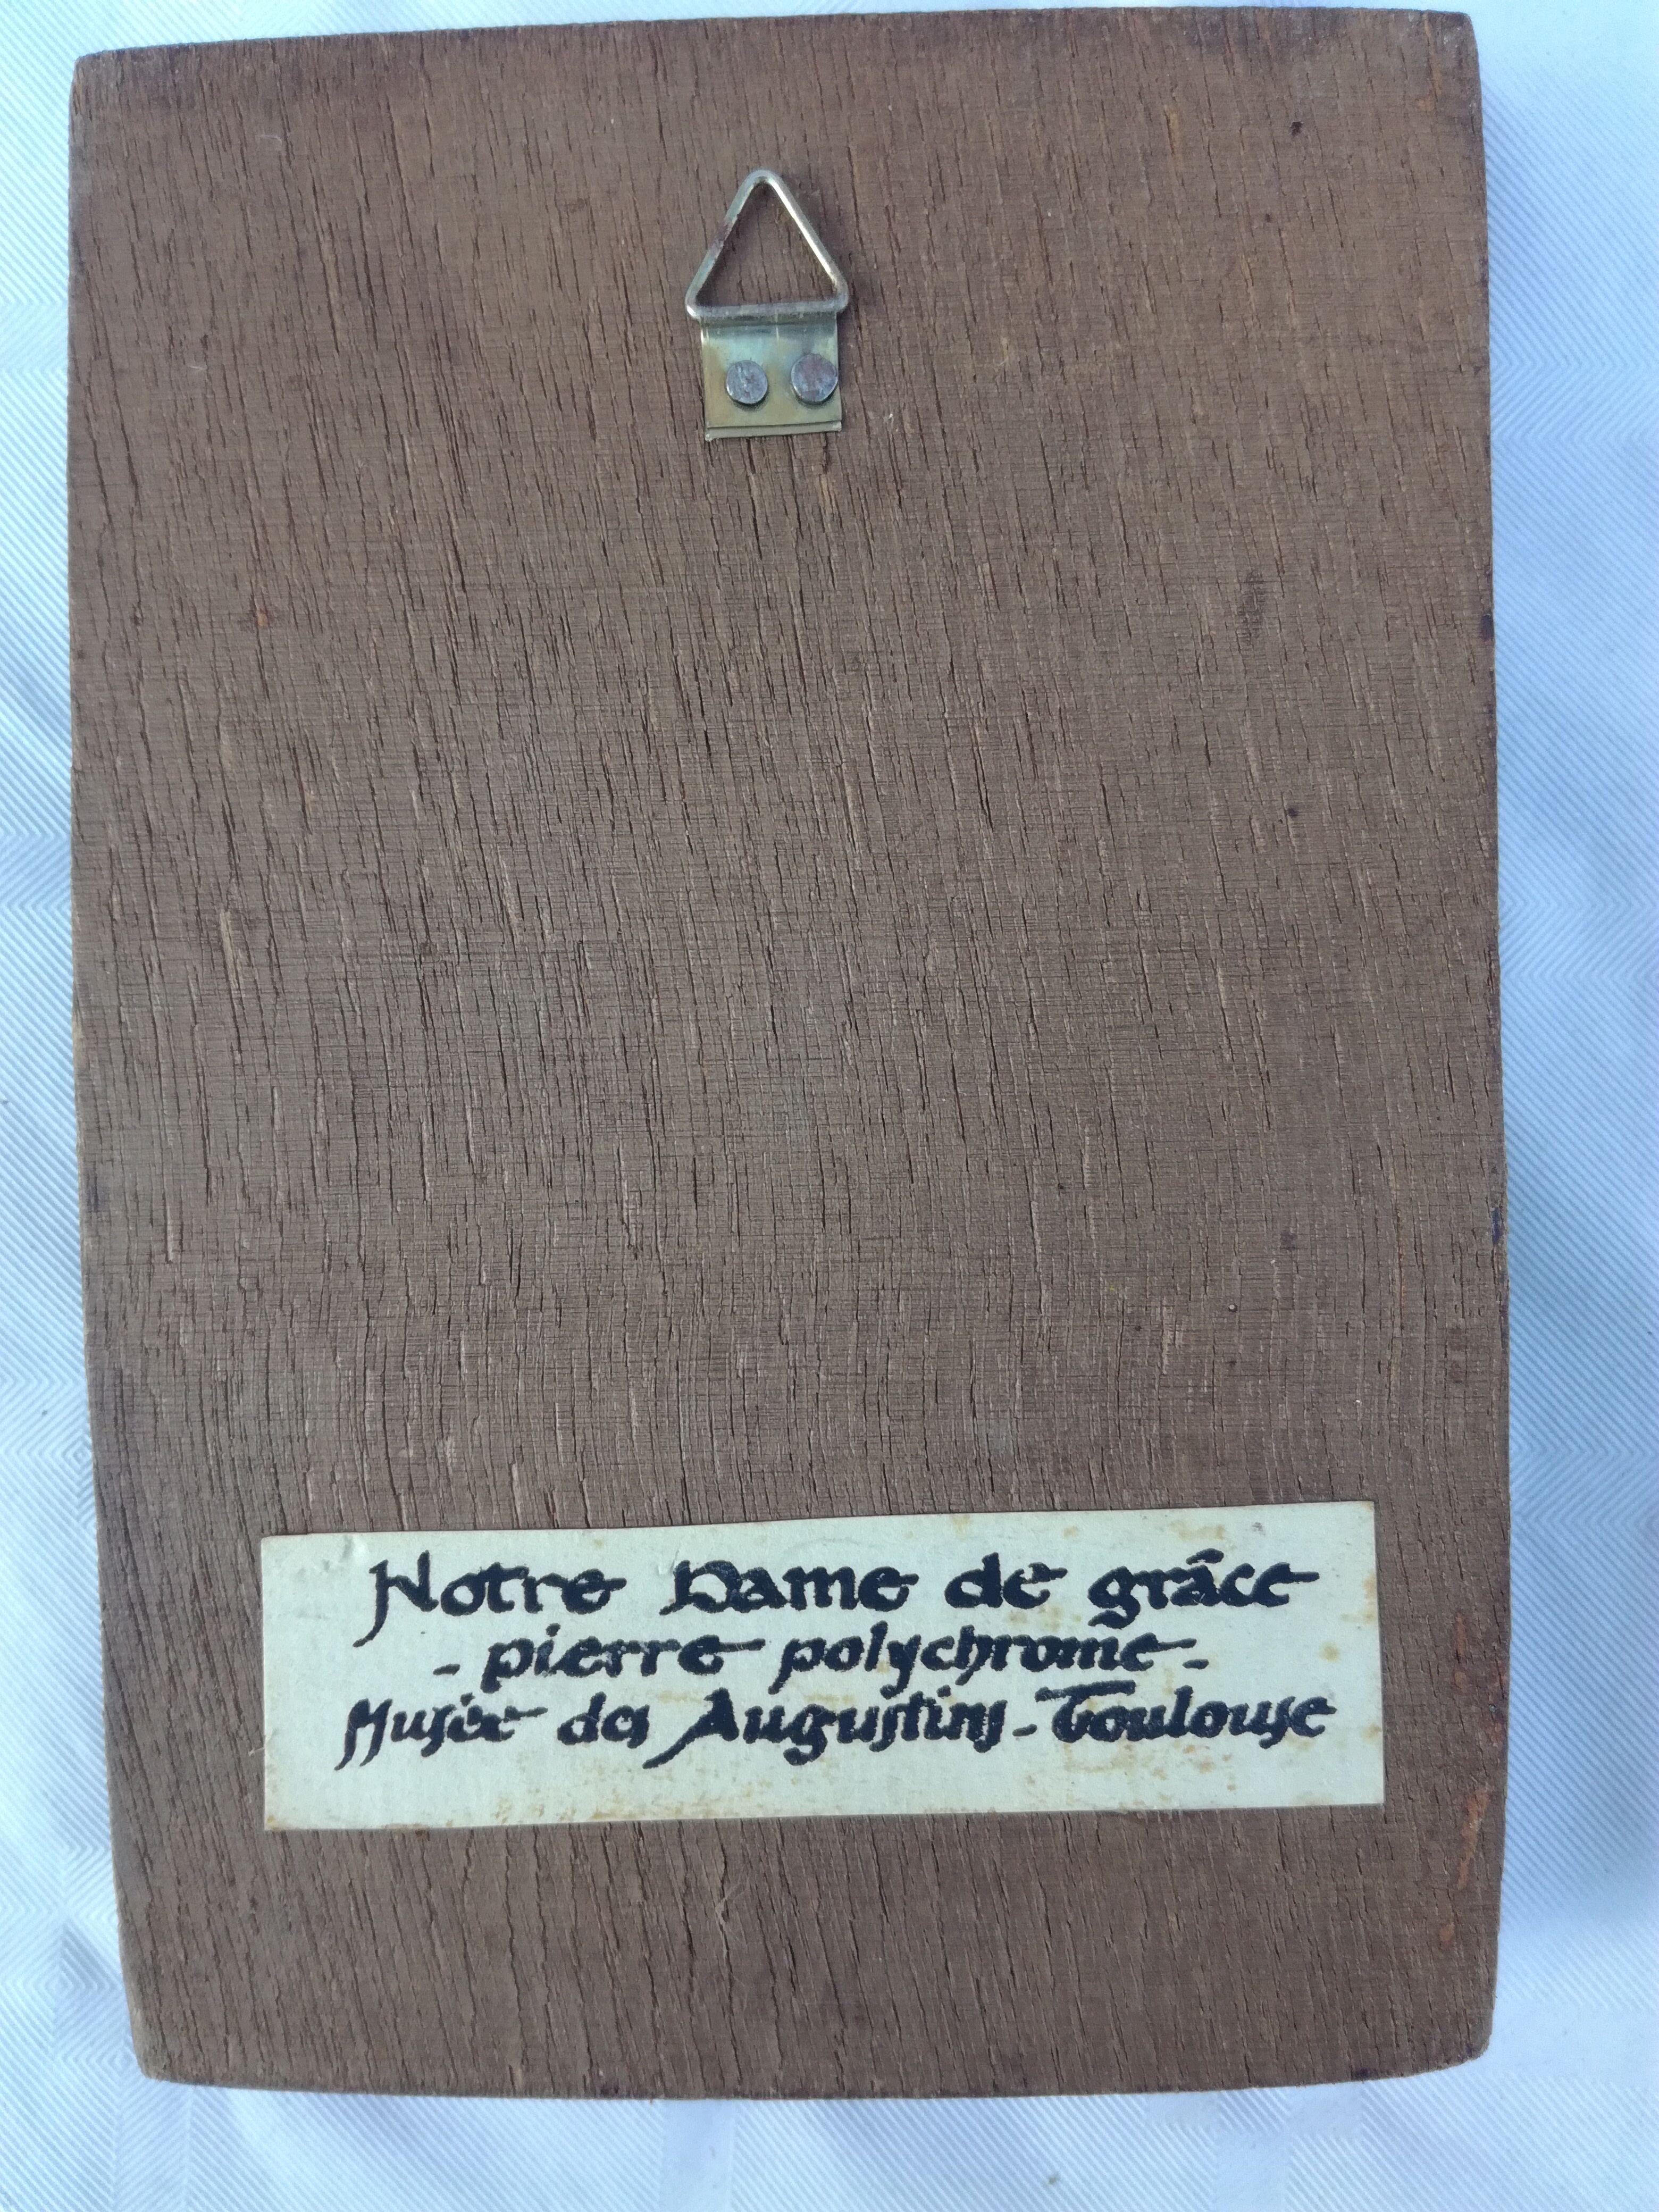 Notre Dame de grâce
- pierre polychrome -
Musée des Augustins - Toulouse